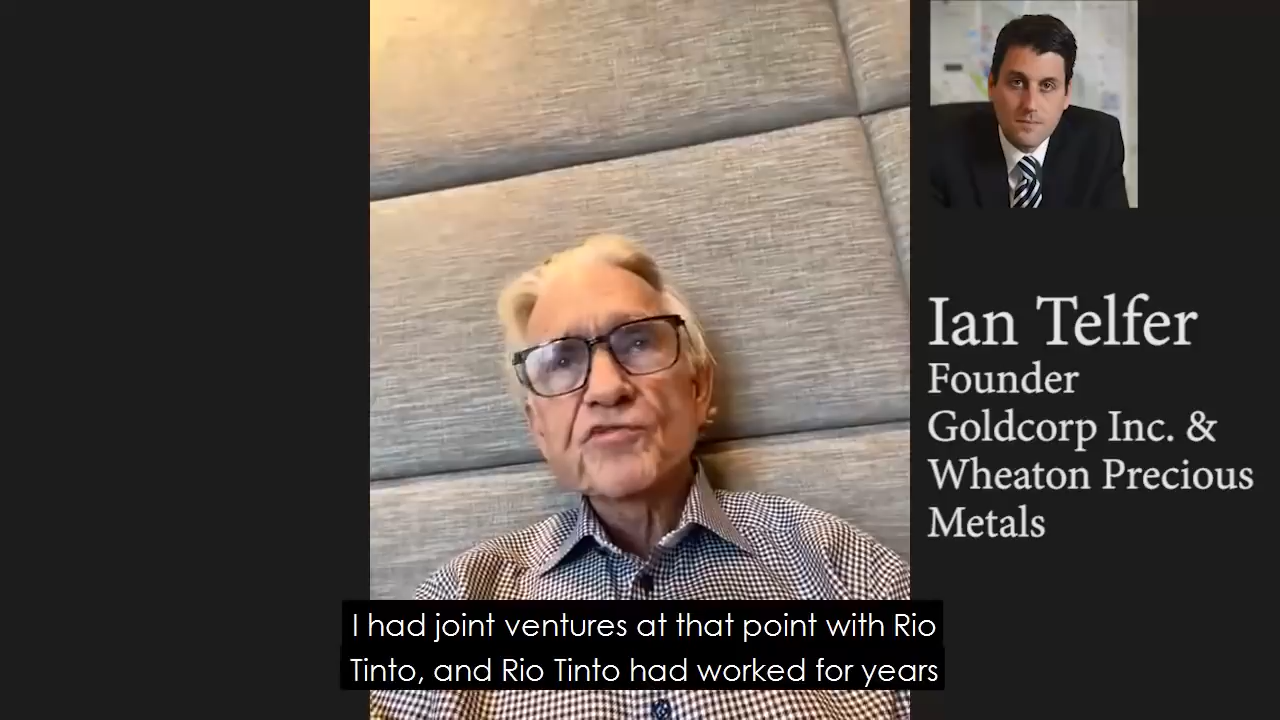 Ian Telfer
Founder
Goldcorp Inc. &
Wheaton Precious
Metals
I had joint ventures at that point with Rio
Tinto, and Rio Tinto had worked for years